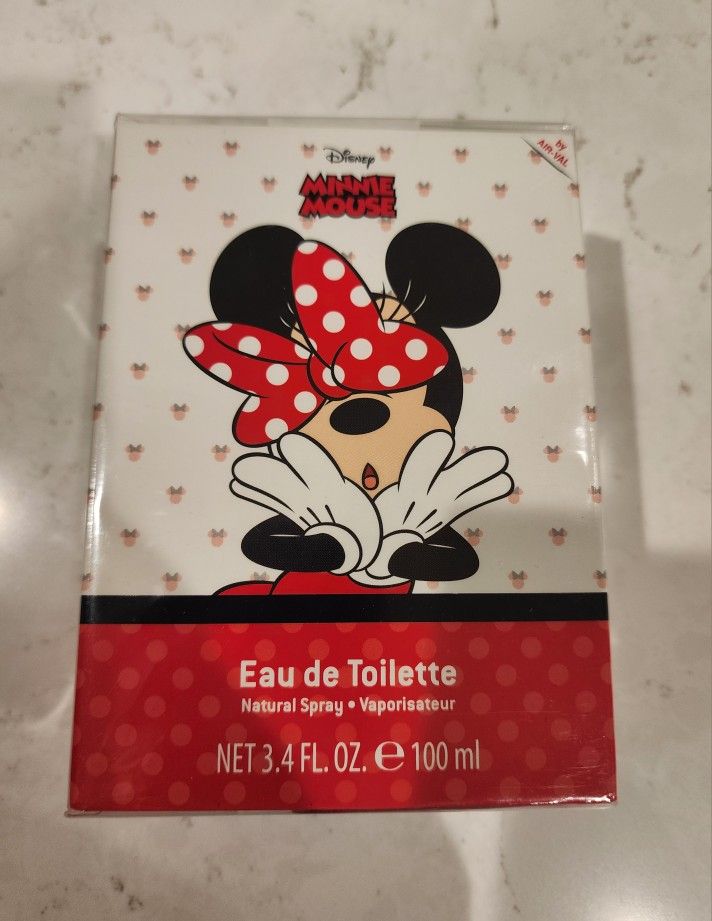 Disney
MINNIE
MOUSE
by
AIR-VAL
Eau de Toilette
Natural Spray • Vaporisateur
NET 3.4 FL. OZ. ℮ 100 ml